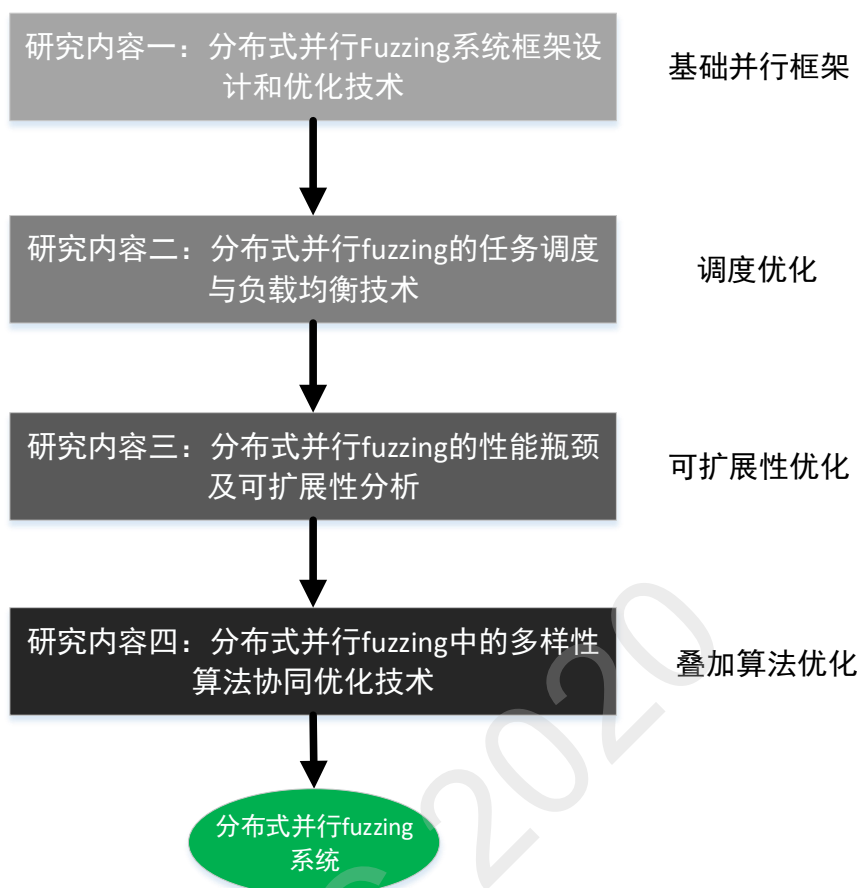 研究内容一：分布式并行Fuzzing系统框架设
计和优化技术
基础并行框架
研究内容二：分布式并行fuzzing的任务调度
与负载均衡技术
调度优化
研究内容三：分布式并行fuzzing的性能瓶颈
及可扩展性分析
可扩展性优化
研究内容四：分布式并行fuzzing中的多样性
算法协同优化技术
叠加算法优化
分布式并行fuzzing
系统
2020